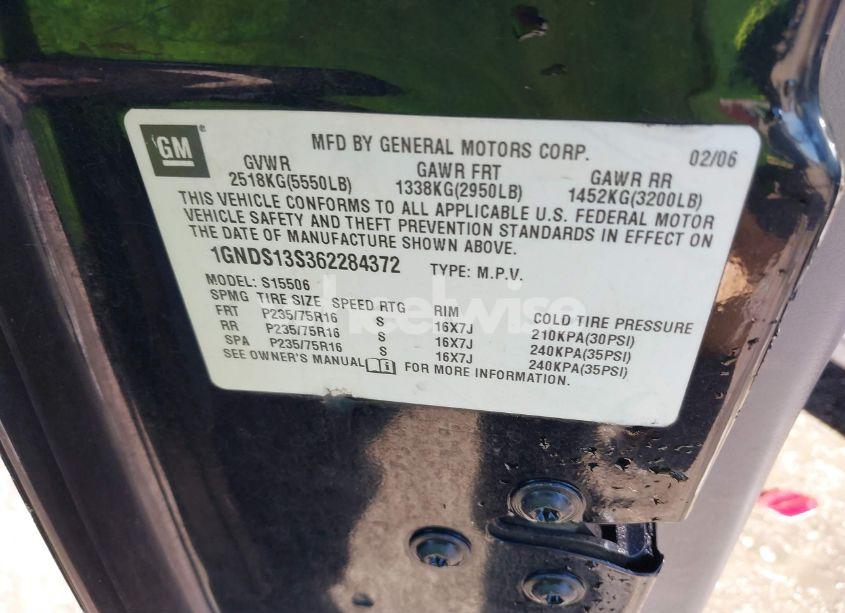 GM
MFD BY GENERAL MOTORS CORP. 02/06
GVWR GAWR FRT GAWR RR
2518KG(5550LB) 1338KG(2950LB) 1452KG(3200LB)
THIS VEHICLE CONFORMS TO ALL APPLICABLE U.S. FEDERAL MOTOR
VEHICLE SAFETY AND THEFT PREVENTION STANDARDS IN EFFECT ON
THE DATE OF MANUFACTURE SHOWN ABOVE.
1GNDS13S362284372 TYPE: M.P.V.
MODEL: S15506
SPMG TIRE SIZE SPEED RTG RIM COLD TIRE PRESSURE
FRT P235/75R16 S 16X7J 210KPA(30PSI)
RR P235/75R16 S 16X7J 240KPA(35PSI)
SPA P235/75R16 S 16X7J 240KPA(35PSI)
SEE OWNER'S MANUAL FOR MORE INFORMATION.